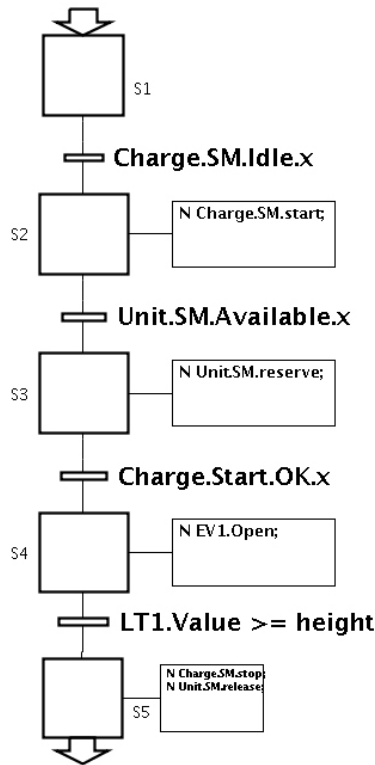 S1
Charge.SM.Idle.x
S2
N Charge.SM.start;
Unit.SM.Available.x
S3
N Unit.SM.reserve;
Charge.Start.OK.x
S4
N EV1.Open;
LT1.Value >= height
N Charge.SM.stop;
N Unit.SM.release;
S5